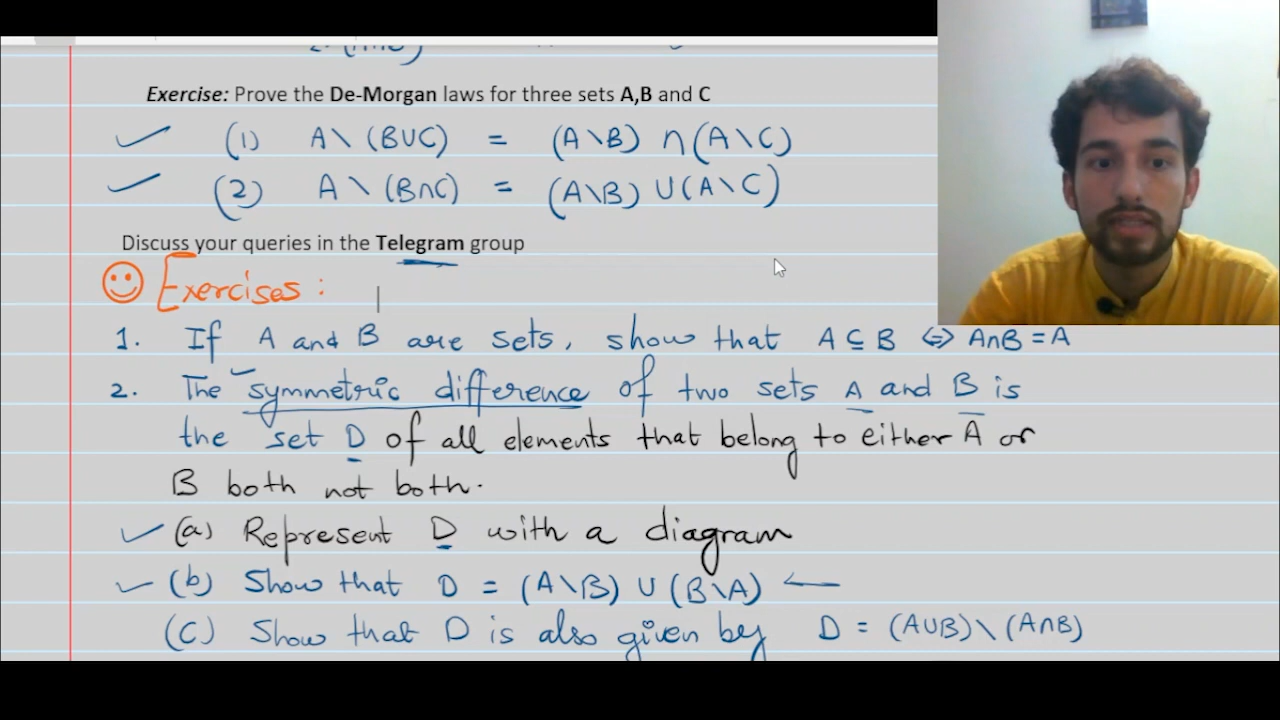 Exercise: Prove the De-Morgan laws for three sets A,B and C
(1) A \ (B∪C) = (A\B) ∩ (A\C)
(2) A \ (B∩C) = (A\B) ∪ (A\C)
Discuss your queries in the Telegram group
Exercises :
1. If A and B are sets, show that A ⊆ B ⇔ A∩B = A
2. The symmetric difference of two sets A and B is
the set D of all elements that belong to either A or
B both not both.
(a) Represent D with a diagram
(b) Show that D = (A\B) ∪ (B\A) ←
(c) Show that D is also given by D = (A∪B)\(A∩B)